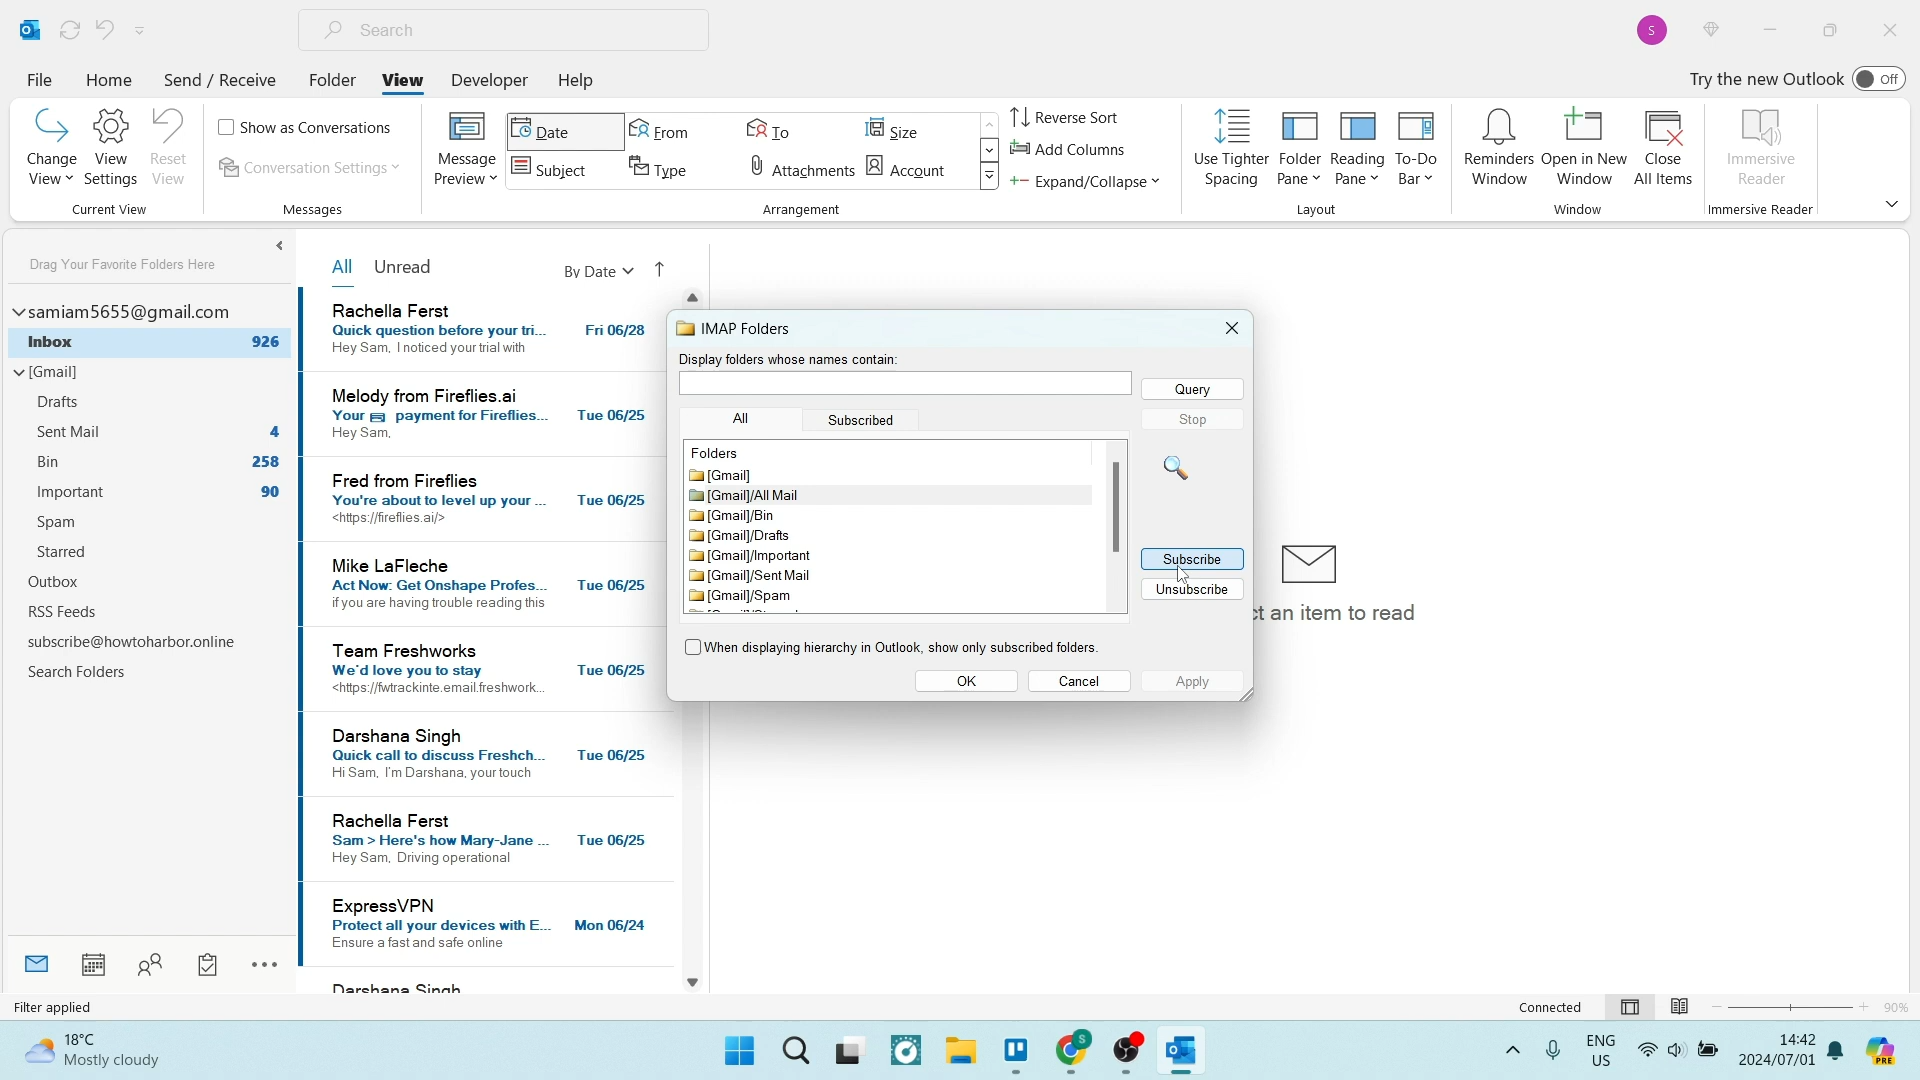 Search
S
File Home Send / Receive Folder View Developer Help
Try the new Outlook Off
Change View
View Settings
Reset View
Current View
Show as Conversations
Conversation Settings
Messages
Message Preview
Date From To Size
Subject Type Attachments Account
Reverse Sort
Add Columns
Expand/Collapse
Arrangement
Use Tighter Spacing
Folder Pane
Reading Pane
To-Do Bar
Layout
Reminders Window
Open in New Window
Close All Items
Window
Immersive Reader
Immersive Reader
Drag Your Favorite Folders Here
samiam5655@gmail.com
Inbox 926
[Gmail]
Drafts
Sent Mail 4
Bin 258
Important 90
Spam
Starred
Outbox
RSS Feeds
subscribe@howtoharbor.online
Search Folders
All Unread By Date
Rachella Ferst
Quick question before your tri... Fri 06/28
Hey Sam, I noticed your trial with
Melody from Fireflies.ai
Your payment for Fireflies... Tue 06/25
Hey Sam,
Fred from Fireflies
You're about to level up your ... Tue 06/25
<https://fireflies.ai/>
Mike LaFleche
Act Now: Get Onshape Profes... Tue 06/25
if you are having trouble reading this
Team Freshworks
We'd love you to stay Tue 06/25
<https://fwtrackinte.email.freshwork...
Darshana Singh
Quick call to discuss Freshch... Tue 06/25
Hi Sam, I'm Darshana, your touch
Rachella Ferst
Sam > Here's how Mary-Jane ... Tue 06/25
Hey Sam, Driving operational
ExpressVPN
Protect all your devices with E... Mon 06/24
Ensure a fast and safe online
Darshana Singh
IMAP Folders
Display folders whose names contain:
Query
All Subscribed
Stop
Folders
[Gmail]
[Gmail]/All Mail
[Gmail]/Bin
[Gmail]/Drafts
[Gmail]/Important
[Gmail]/Sent Mail
[Gmail]/Spam
Subscribe
Unsubscribe
When displaying hierarchy in Outlook, show only subscribed folders.
OK Cancel Apply
ct an item to read
Filter applied
Connected
90%
18°C
Mostly cloudy
S
ENG
US
14:42
2024/07/01
PRE